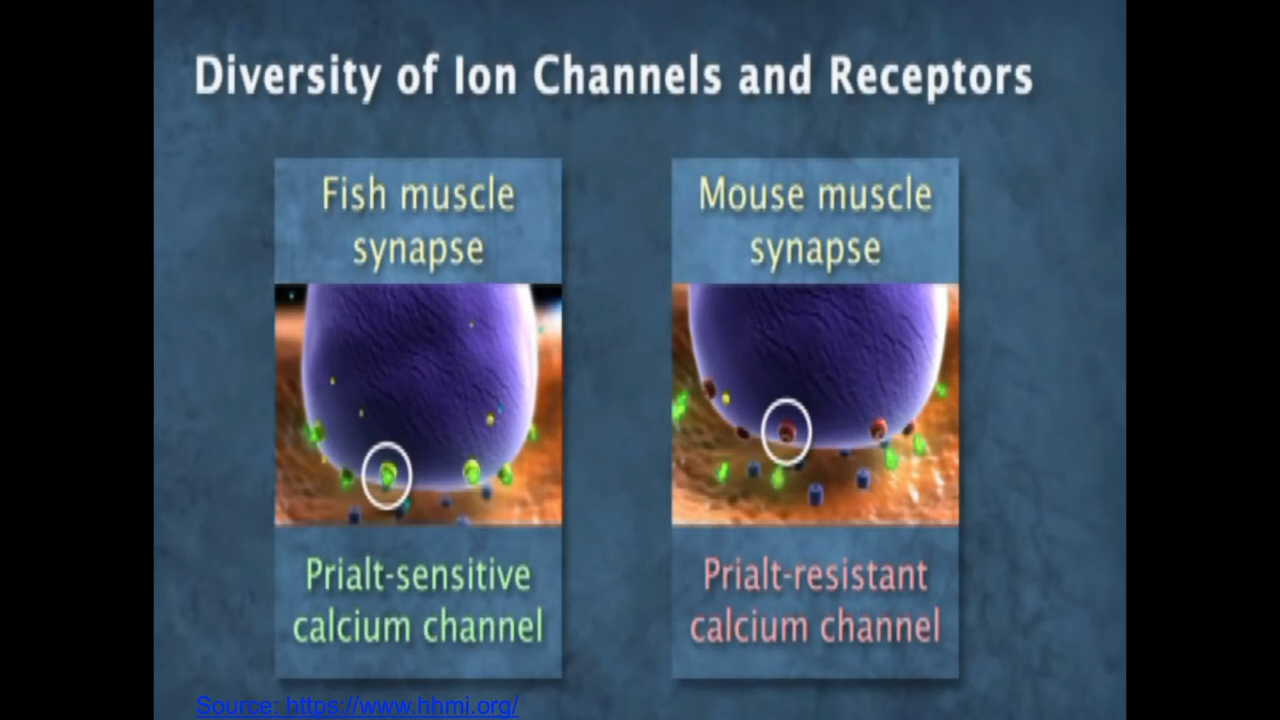 Diversity of Ion Channels and Receptors
Fish muscle
synapse
Prialt-sensitive
calcium channel
Mouse muscle
synapse
Prialt-resistant
calcium channel
Source: https://www.hhmi.org/